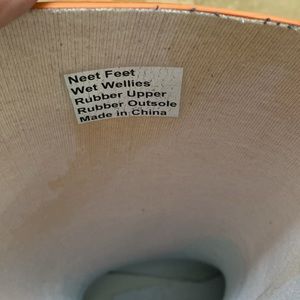 Neet Feet
Wet Wellies
Rubber Upper
Rubber Outsole
Made in China